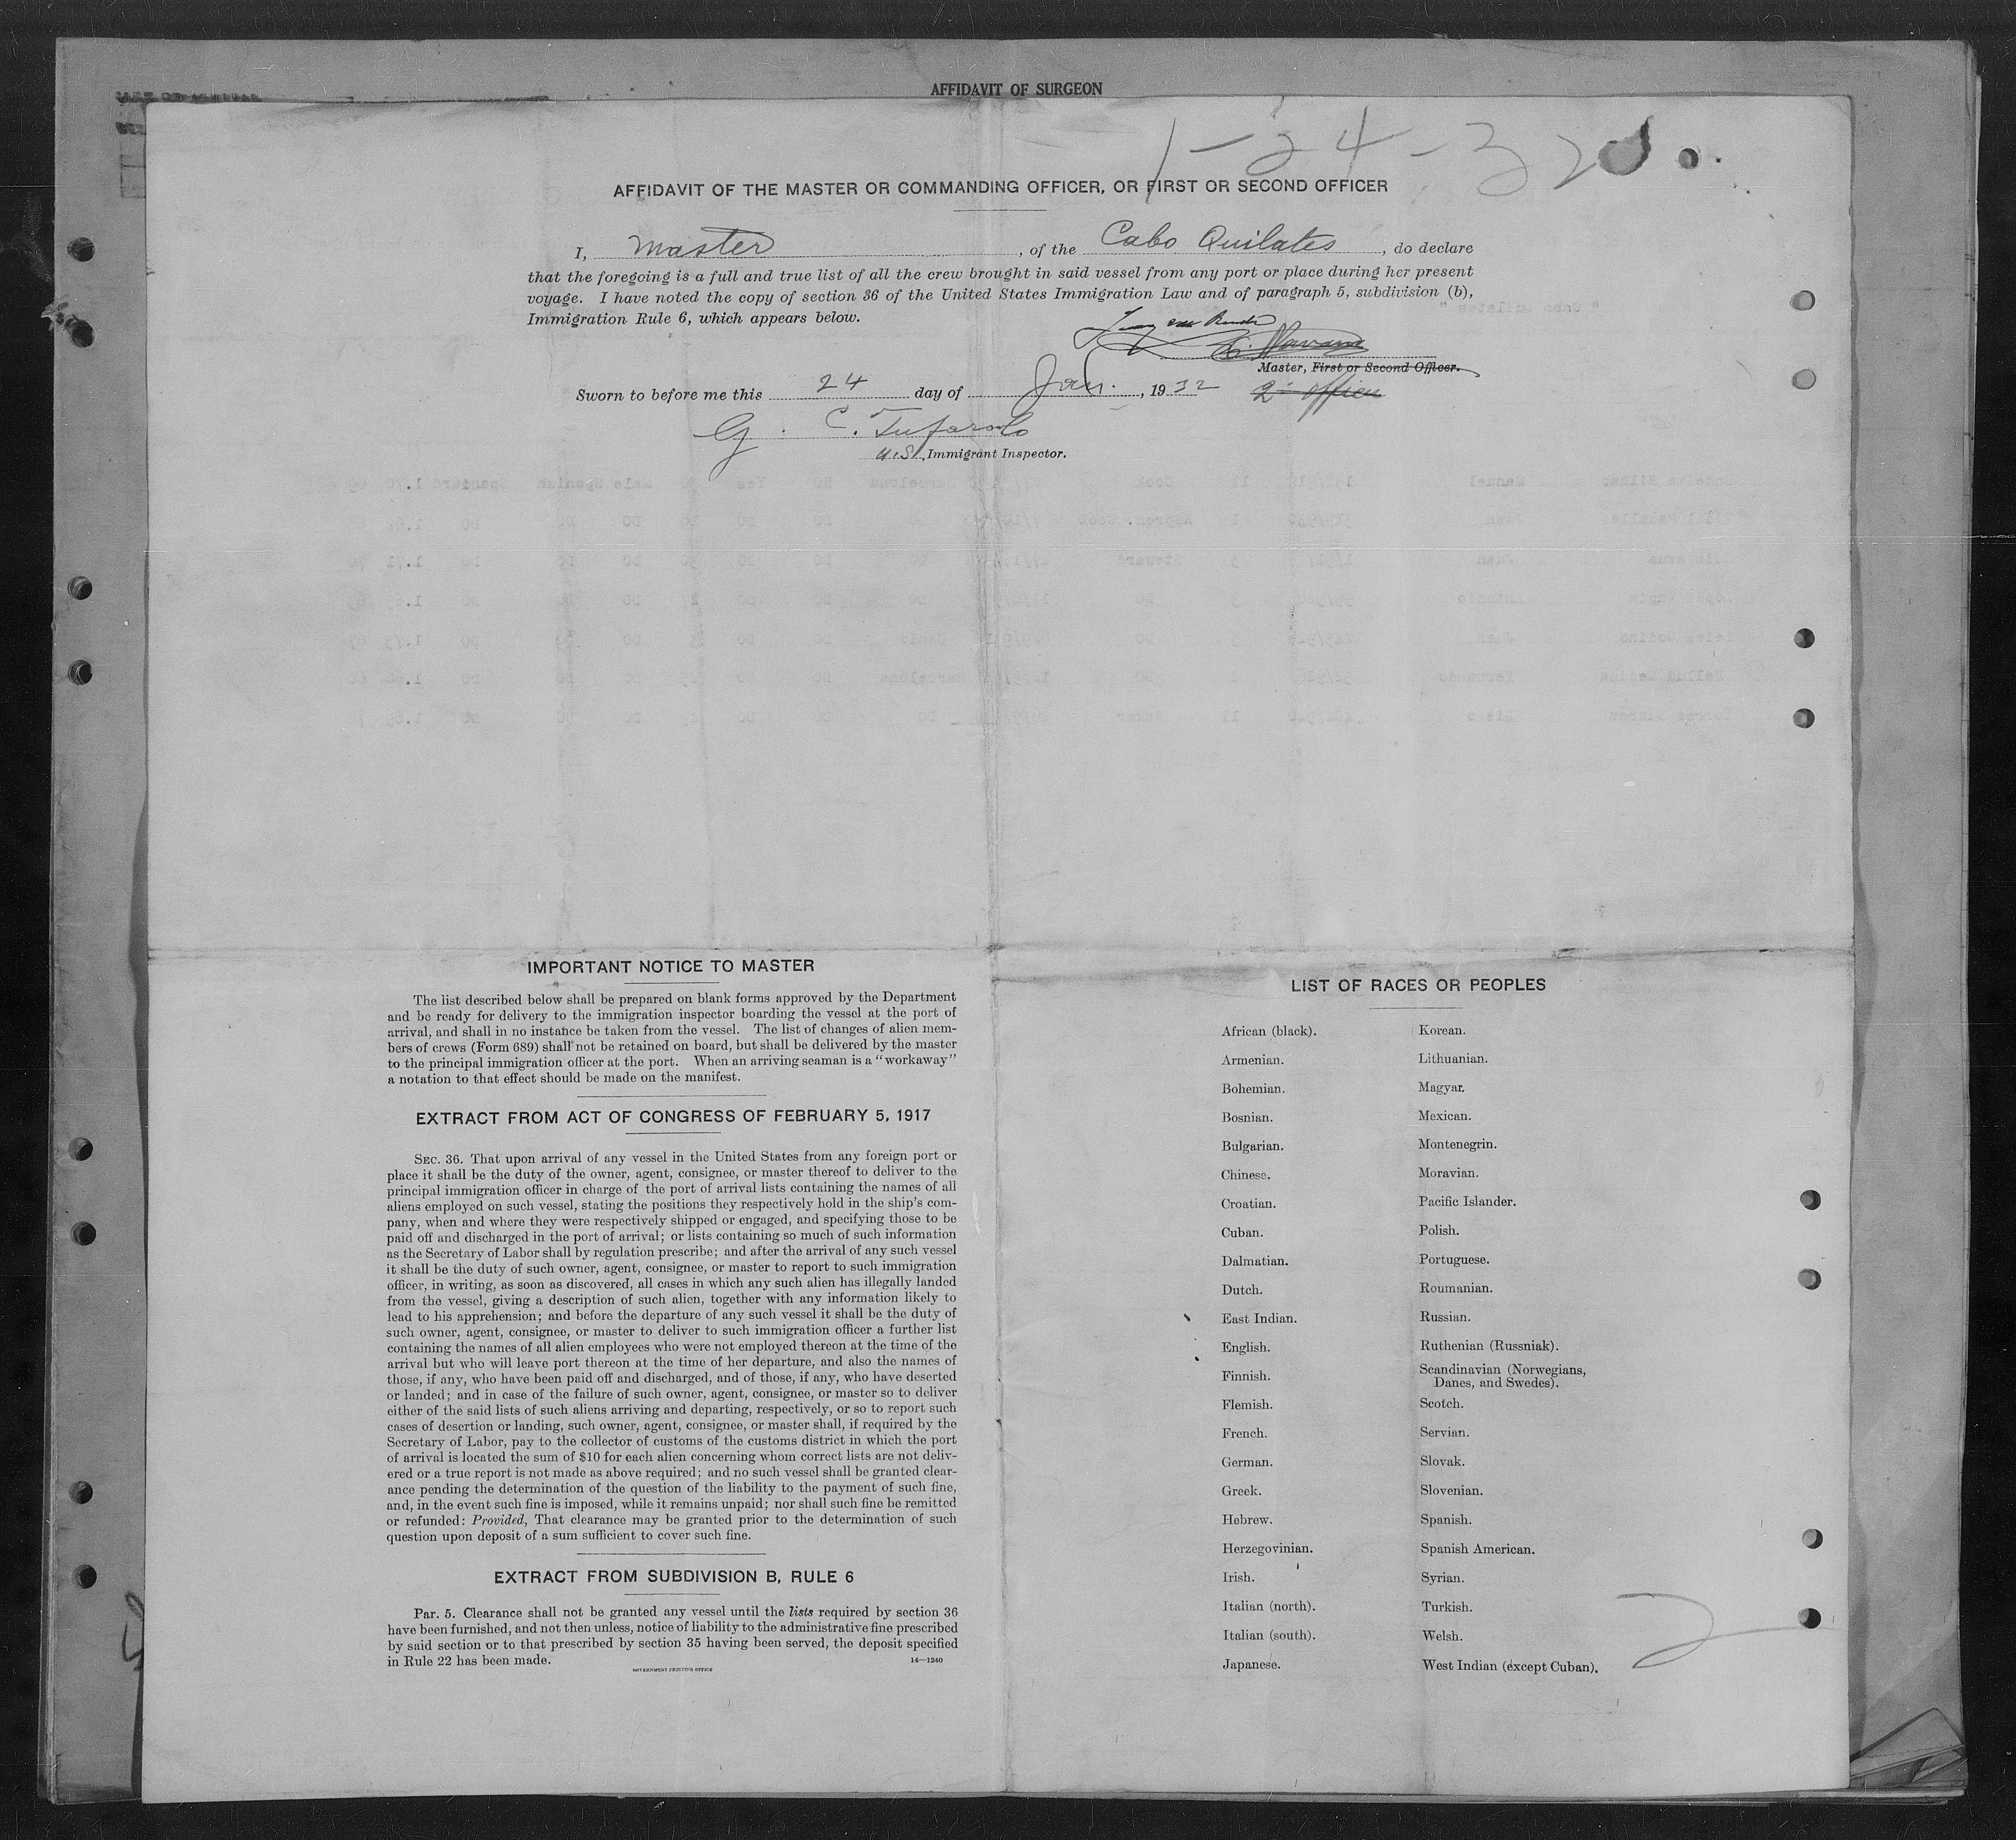 AFFIDAVIT OF SURGEON
1-24-32
AFFIDAVIT OF THE MASTER OR COMMANDING OFFICER, OR FIRST OR SECOND OFFICER
I, Master, of the Cabo Quilates, do declare
that the foregoing is a full and true list of all the crew brought in said vessel from any port or place during her present
voyage. I have noted the copy of section 36 of the United States Immigration Law and of paragraph 5, subdivision (b),
Immigration Rule 6, which appears below.
Master, First or Second Officer.
Sworn to before me this 24 day of Jan., 1932
2º officer
G. C. Tufarolo
U.S. Immigrant Inspector.
IMPORTANT NOTICE TO MASTER
The list described below shall be prepared on blank forms approved by the Department
and be ready for delivery to the immigration inspector boarding the vessel at the port of
arrival, and shall in no instance be taken from the vessel. The list of changes of alien mem-
bers of crews (Form 689) shall not be retained on board, but shall be delivered by the master
to the principal immigration officer at the port. When an arriving seaman is a "workaway"
a notation to that effect should be made on the manifest.
EXTRACT FROM ACT OF CONGRESS OF FEBRUARY 5, 1917
SEC. 36. That upon arrival of any vessel in the United States from any foreign port or
place it shall be the duty of the owner, agent, consignee, or master thereof to deliver to the
principal immigration officer in charge of the port of arrival lists containing the names of all
aliens employed on such vessel, stating the positions they respectively hold in the ship's com-
pany, when and where they were respectively shipped or engaged, and specifying those to be
paid off and discharged in the port of arrival; or lists containing so much of such information
as the Secretary of Labor shall by regulation prescribe; and after the arrival of any such vessel
it shall be the duty of such owner, agent, consignee, or master to report to such immigration
officer, in writing, as soon as discovered, all cases in which any such alien has illegally landed
from the vessel, giving a description of such alien, together with any information likely to
lead to his apprehension; and before the departure of any such vessel it shall be the duty of
such owner, agent, consignee, or master to deliver to such immigration officer a further list
containing the names of all alien employees who were not employed thereon at the time of the
arrival but who will leave port thereon at the time of her departure, and also the names of
those, if any, who have been paid off and discharged, and of those, if any, who have deserted
or landed; and in case of the failure of such owner, agent, consignee, or master so to deliver
either of the said lists of such aliens arriving and departing, respectively, or so to report such
cases of desertion or landing, such owner, agent, consignee, or master shall, if required by the
Secretary of Labor, pay to the collector of customs of the customs district in which the port
of arrival is located the sum of $10 for each alien concerning whom correct lists are not deliv-
ered or a true report is not made as above required; and no such vessel shall be granted clear-
ance pending the determination of the question of the liability to the payment of such fine,
and, in the event such fine is imposed, while it remains unpaid; nor shall such fine be remitted
or refunded: Provided, That clearance may be granted prior to the determination of such
question upon deposit of a sum sufficient to cover such fine.
EXTRACT FROM SUBDIVISION B, RULE 6
Par. 5. Clearance shall not be granted any vessel until the lists required by section 36
have been furnished, and not then unless, notice of liability to the administrative fine prescribed
by said section or to that prescribed by section 35 having been served, the deposit specified
in Rule 22 has been made.
14—1240
GOVERNMENT PRINTING OFFICE
LIST OF RACES OR PEOPLES
African (black).
Armenian.
Bohemian.
Bosnian.
Bulgarian.
Chinese.
Croatian.
Cuban.
Dalmatian.
Dutch.
East Indian.
English.
Finnish.
Flemish.
French.
German.
Greek.
Hebrew.
Herzegovinian.
Irish.
Italian (north).
Italian (south).
Japanese.
Korean.
Lithuanian.
Magyar.
Mexican.
Montenegrin.
Moravian.
Pacific Islander.
Polish.
Portuguese.
Roumanian.
Russian.
Ruthenian (Russniak).
Scandinavian (Norwegians,
Danes, and Swedes).
Scotch.
Servian.
Slovak.
Slovenian.
Spanish.
Spanish American.
Syrian.
Turkish.
Welsh.
West Indian (except Cuban).
2